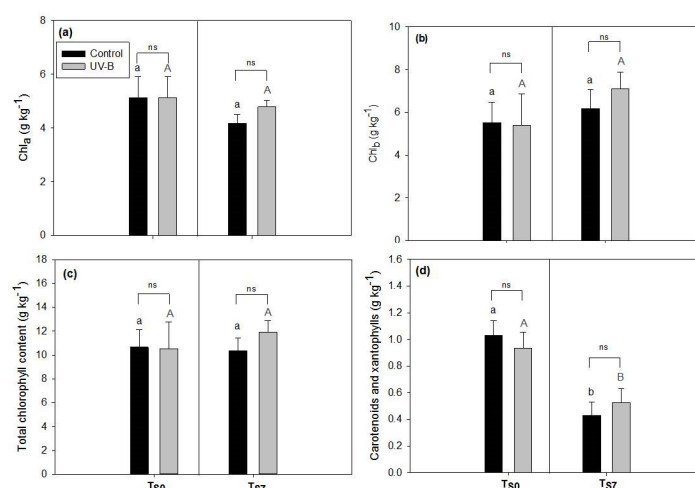 (a)
Control
UV-B
ns
a A
ns
a A
Chla (g kg-1)
8
6
4
2
0
(b)
ns
a A
ns
a A
Chlb (g kg-1)
10
8
6
4
2
0
(c)
ns
a A
ns
a A
Total chlorophyll content (g kg-1)
18
16
14
12
10
8
6
4
2
0
TS0 TS7
(d)
ns
a A
ns
b B
Carotenoids and xantophylls (g kg-1)
1.6
1.4
1.2
1.0
0.8
0.6
0.4
0.2
0.0
TS0 TS7